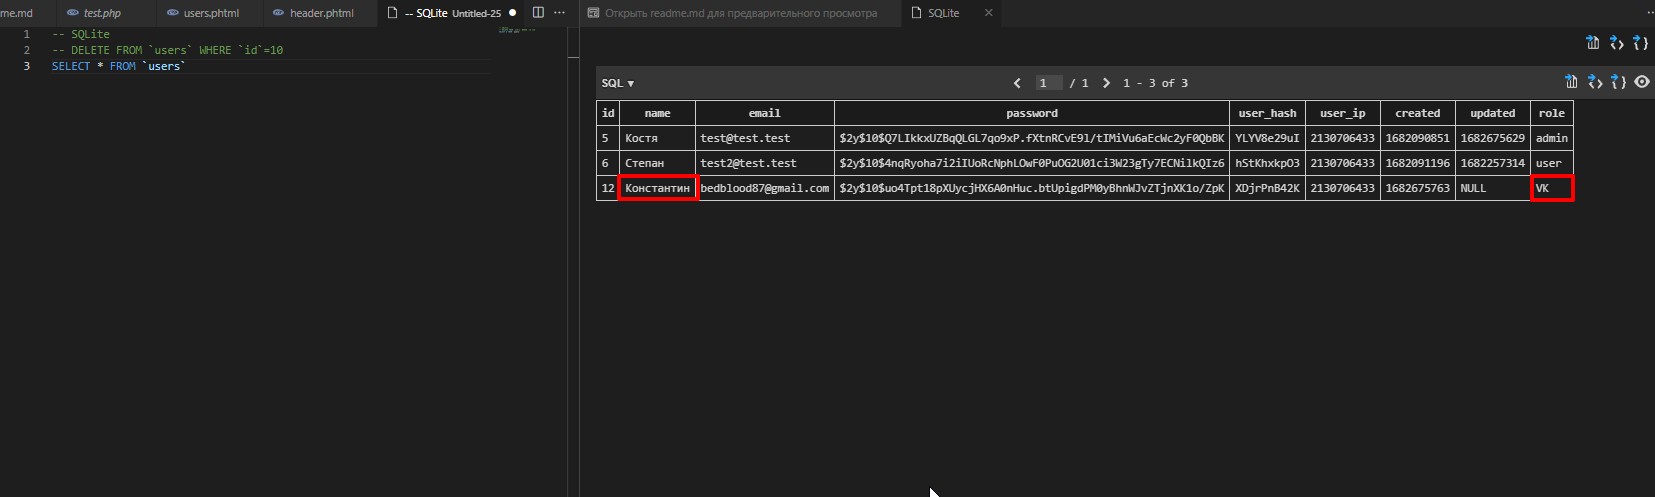 me.md test.php users.phtml header.phtml -- SQLite Untitled-25 Открыть readme.md для предварительного просмотра SQLite
1 -- SQLite
2 -- DELETE FROM `users` WHERE `id`=10
3 SELECT * FROM `users`
SQL 1 / 1 1 - 3 of 3
id name email password user_hash user_ip created updated role
5 Костя test@test.test $2y$10$Q7LIkkxUZBqQLGL7qo9xP.fXtnRCvE9l/tIMiVu6aEcWc2yF0QbBK YLYV8e29uI 2130706433 1682090851 1682675629 admin
6 Степан test2@test.test $2y$10$4nqRyoha7i2iIUoRcNphLOwF0PuOG2U01ci3W23gTy7ECNilkQIz6 hStKhxkpO3 2130706433 1682091196 1682257314 user
12 Константин bedblood87@gmail.com $2y$10$uo4Tpt18pXUycjHX6A0nHuc.btUpigdPM0yBhnWJvZTjnXK1o/ZpK XDjrPnB42K 2130706433 1682675763 NULL VK